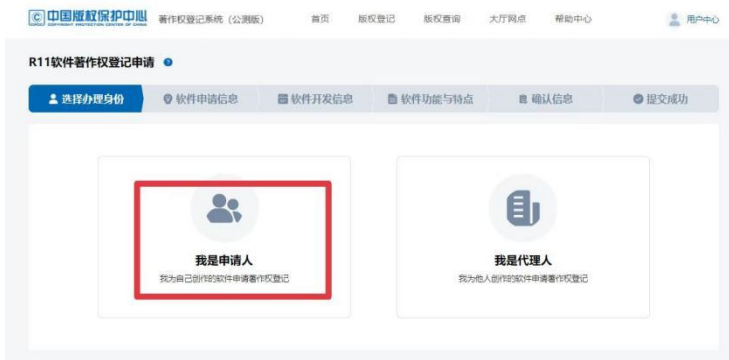 中国版权保护中心 著作权登记系统（公测版） 首页 版权登记 版权查询 大厅网点 帮助中心 用户中心
COPYRIGHT PROTECTION CENTER OF CHINA
R11软件著作权登记申请
选择办理身份 软件申请信息 软件开发信息 软件功能与特点 确认信息 提交成功
我是申请人 我是代理人
我为自己创作的软件申请著作权登记 我为他人创作的软件申请著作权登记